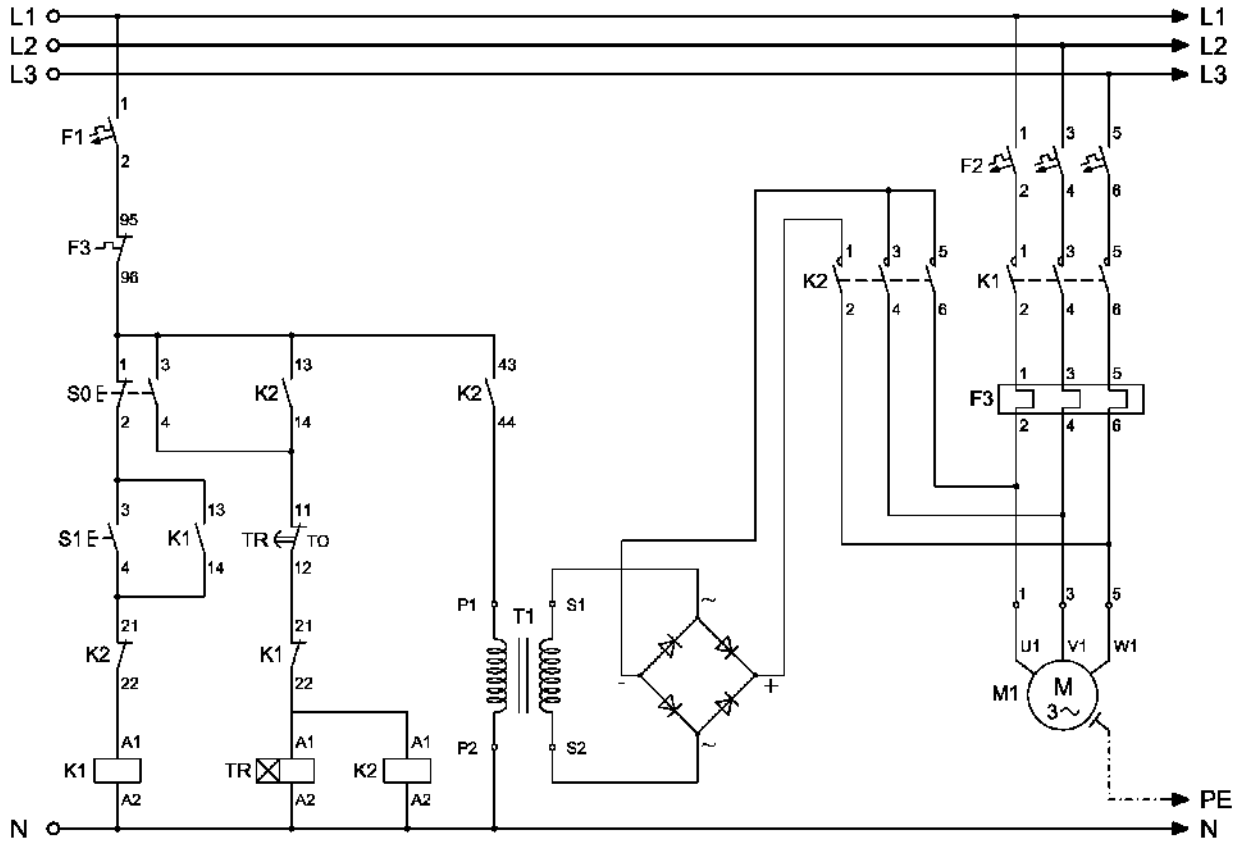 L1 L1
L2 L2
L3 L3
1
F1
2
1 3 5
F2
2 4 6
95
F3
96
1 3 5 1 3 5
K2 K1
2 4 6 2 4 6
1 3 13 43
S0 K2 K2
2 4 14 44
1 3 5
F3
2 4 6
3 13 11
S1 K1 TR TO
4 14 12
P1 T1 S1 ~ 1 3 5
21 21
K2 K1
22 22
U1 V1 W1
- +
M1 M
3~
A1 A1 A1 P2 S2 ~
K1 TR K2
A2 A2 A2
PE
N N